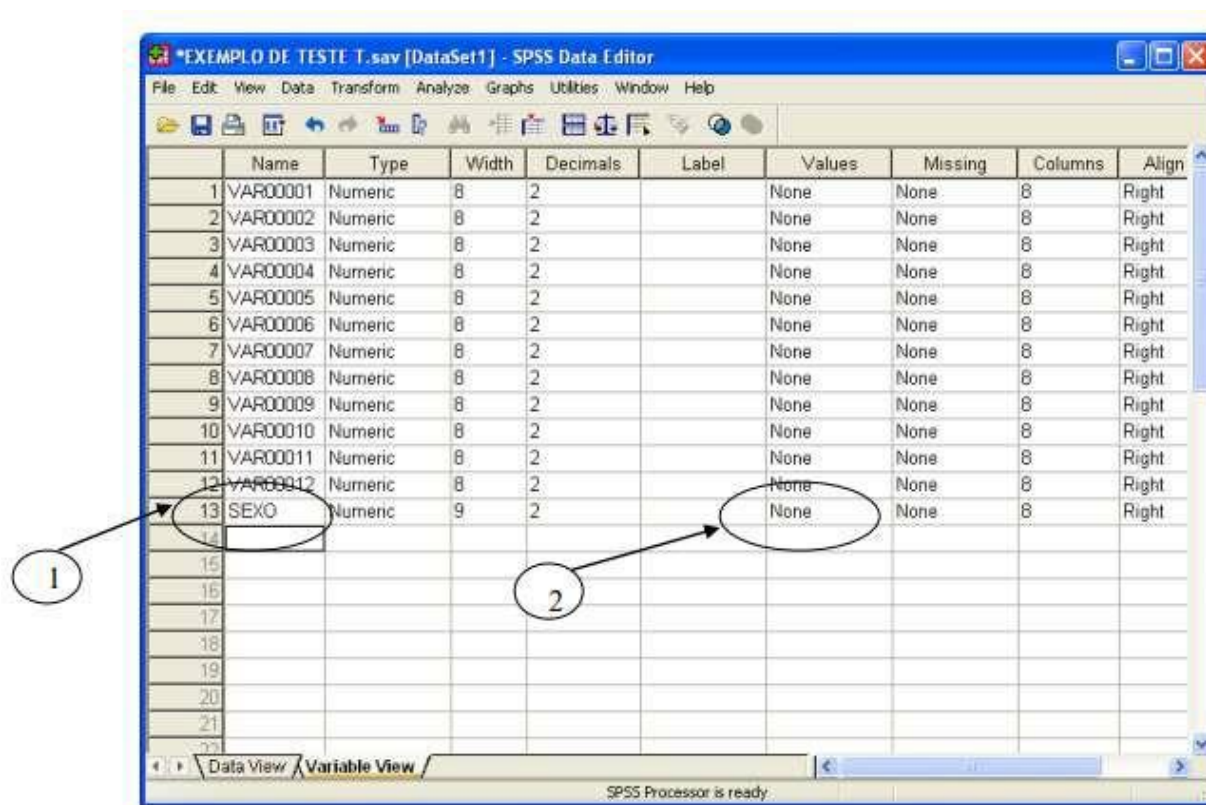 *EXEMPLO DE TESTE T.sav [DataSet1] - SPSS Data Editor
File Edit View Data Transform Analyze Graphs Utilities Window Help
Name Type Width Decimals Label Values Missing Columns Align
1 VAR00001 Numeric 8 2 None None 8 Right
2 VAR00002 Numeric 8 2 None None 8 Right
3 VAR00003 Numeric 8 2 None None 8 Right
4 VAR00004 Numeric 8 2 None None 8 Right
5 VAR00005 Numeric 8 2 None None 8 Right
6 VAR00006 Numeric 8 2 None None 8 Right
7 VAR00007 Numeric 8 2 None None 8 Right
8 VAR00008 Numeric 8 2 None None 8 Right
9 VAR00009 Numeric 8 2 None None 8 Right
10 VAR00010 Numeric 8 2 None None 8 Right
11 VAR00011 Numeric 8 2 None None 8 Right
12 VAR00012 Numeric 8 2 None None 8 Right
13 SEXO Numeric 9 2 None None 8 Right
14
15
16
17
18
19
20
21
22
1
2
Data View Variable View
SPSS Processor is ready